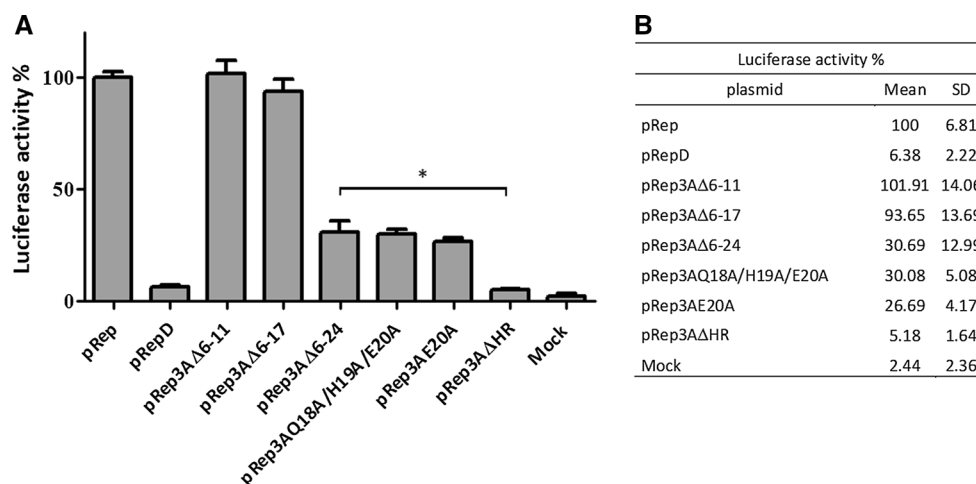 A
Luciferase activity %
100
50
0
*
pRep
pRepD
pRep3AΔ6-11
pRep3AΔ6-17
pRep3AΔ6-24
pRep3AQ18A/H19A/E20A
pRep3AE20A
pRep3AΔHR
Mock
B
Luciferase activity %
plasmid Mean SD
pRep 100 6.81
pRepD 6.38 2.22
pRep3AΔ6-11 101.91 14.06
pRep3AΔ6-17 93.65 13.69
pRep3AΔ6-24 30.69 12.99
pRep3AQ18A/H19A/E20A 30.08 5.08
pRep3AE20A 26.69 4.17
pRep3AΔHR 5.18 1.64
Mock 2.44 2.36